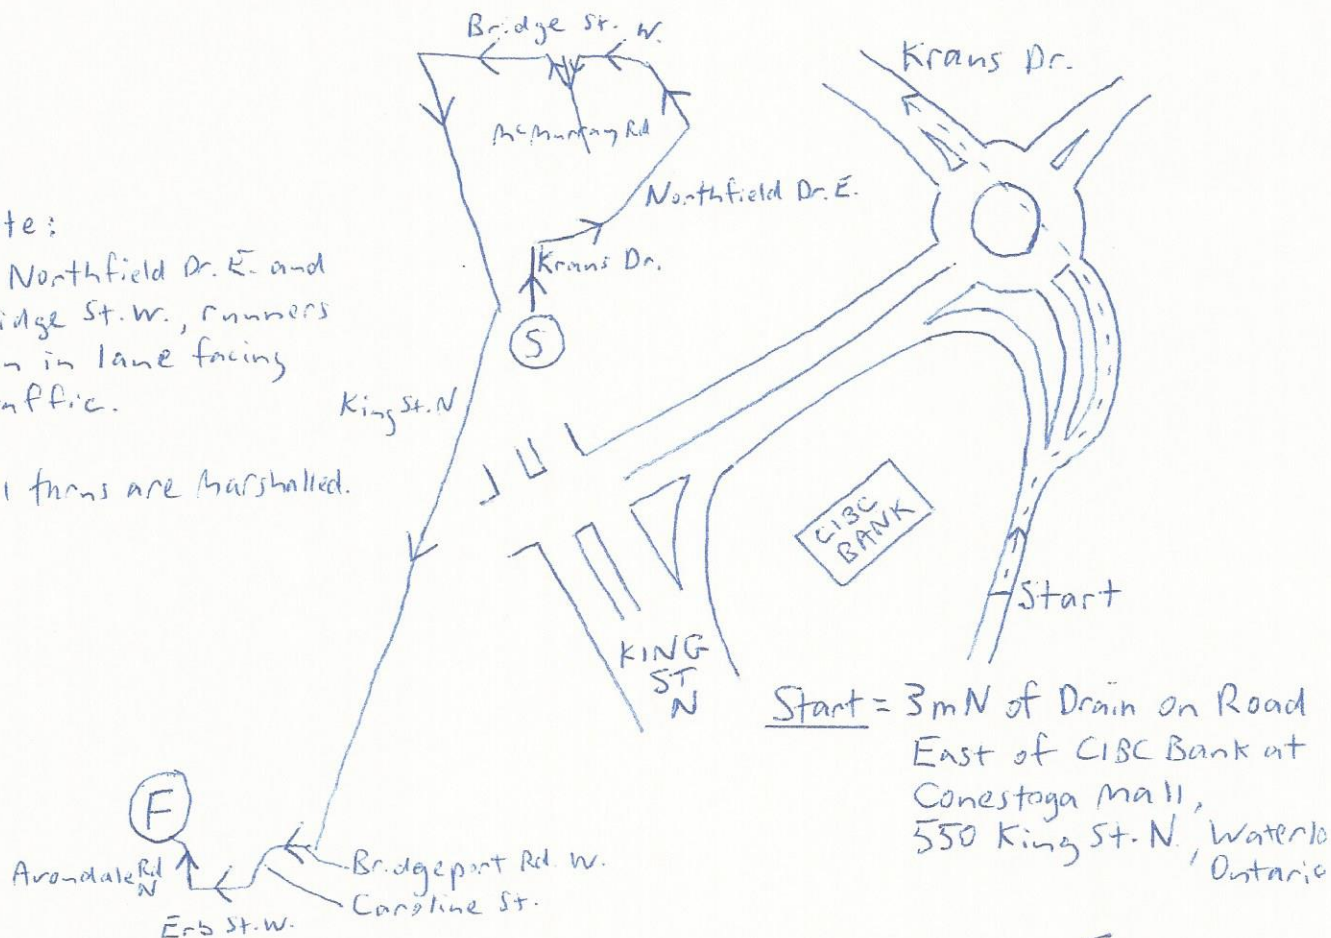 Bridge St. W.
McMurray Rd
Northfield Dr. E.
Krans Dr.
S
Krans Dr.
te:
Northfield Dr. E. and
idge St. W., runners
n in lane facing
affic.
l turns are marshalled.
King St. N
CIBC
BANK
KING
ST
N
Start
Start = 3m N of Drain on Road
East of CIBC Bank at
Conestoga Mall,
550 King St. N., Waterlo
Ontario
F
Avondale Rd
N
Erb St. W.
Bridgeport Rd. W.
Caroline St.